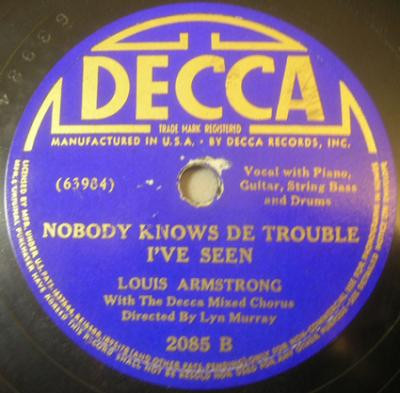 DECCA
TRADE MARK REGISTERED
MANUFACTURED IN U.S.A. · BY DECCA RECORDS, INC.
(63984)
Vocal with Piano,
Guitar, String Bass
and Drums
NOBODY KNOWS DE TROUBLE
I'VE SEEN
LOUIS ARMSTRONG
With The Decca Mixed Chorus
Directed By Lyn Murray
2085 B
63984